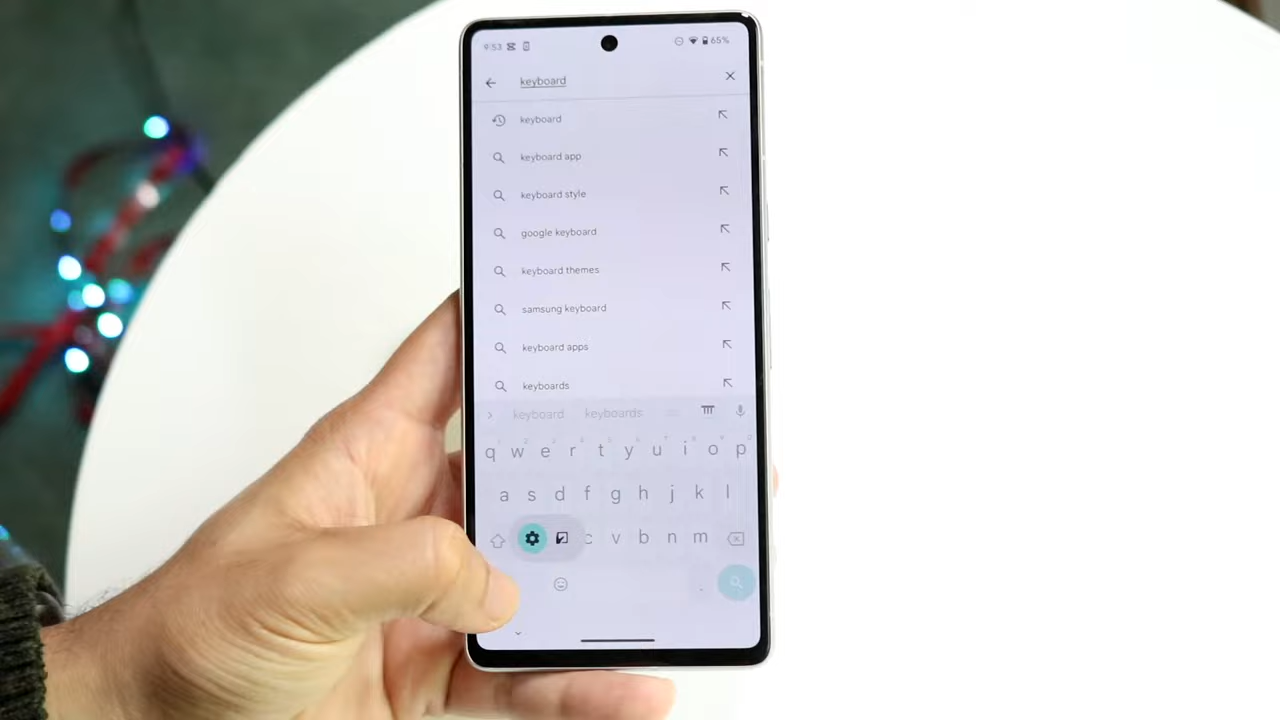 9:53 65%
keyboard
keyboard
keyboard app
keyboard style
google keyboard
keyboard themes
samsung keyboard
keyboard apps
keyboards
keyboard keyboards
q w e r t y u i o p
a s d f g h j k l
c v b n m
.